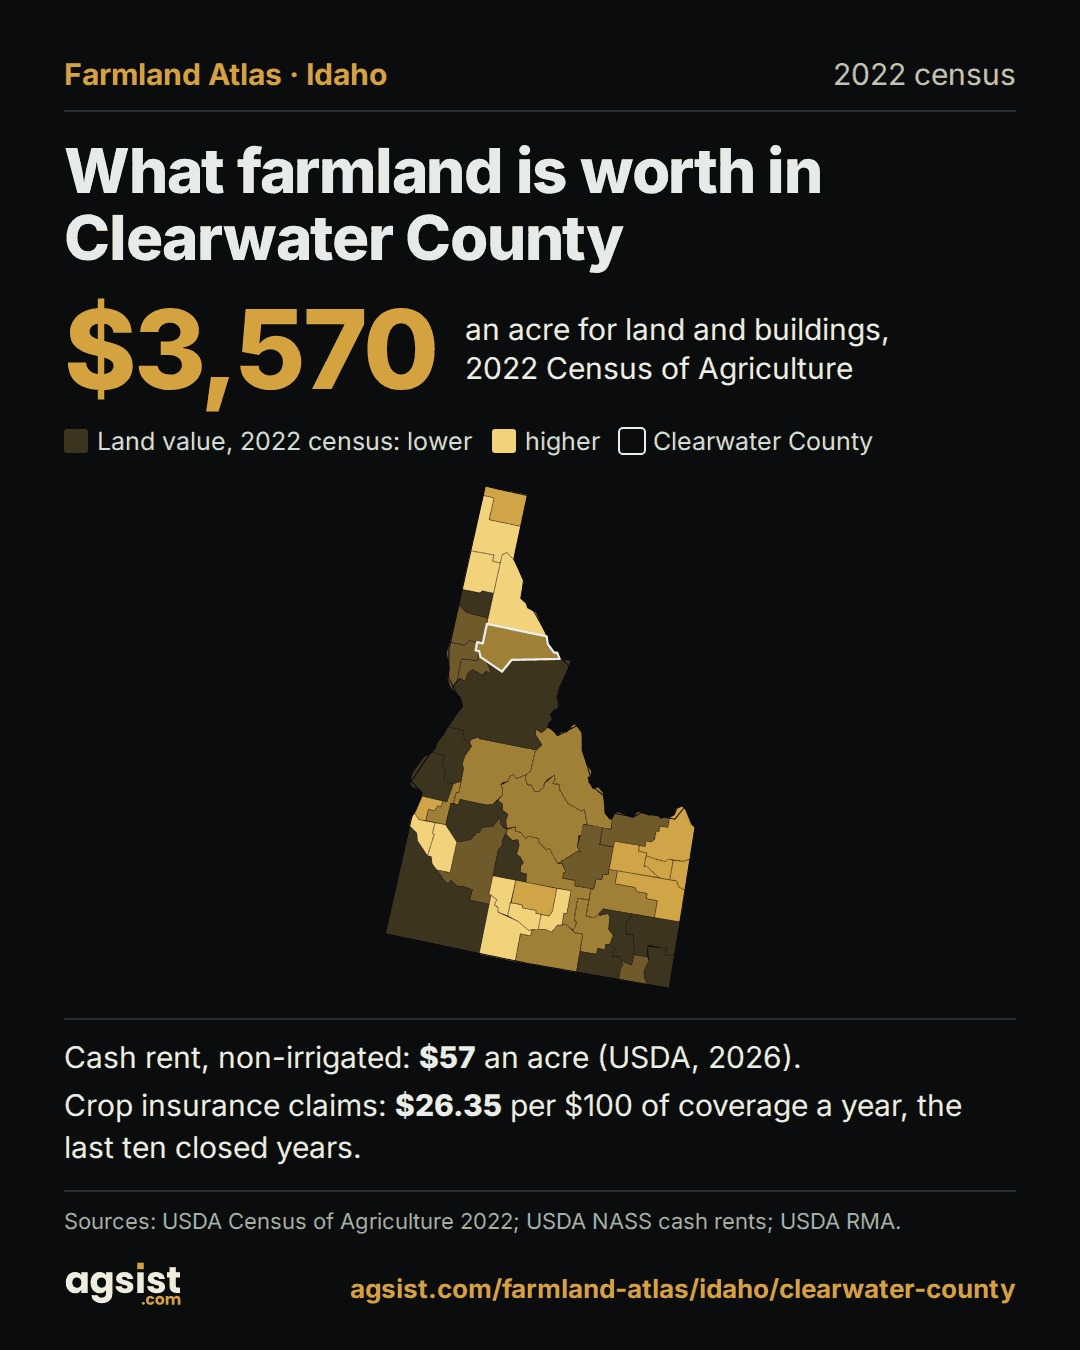 Farmland Atlas · Idaho
2022 census
What farmland is worth in
Clearwater County
$3,570
an acre for land and buildings,
2022 Census of Agriculture
Land value, 2022 census: lower
higher
Clearwater County
Cash rent, non-irrigated: $57 an acre (USDA, 2026).
Crop insurance claims: $26.35 per $100 of coverage a year, the
last ten closed years.
Sources: USDA Census of Agriculture 2022; USDA NASS cash rents; USDA RMA.
agsist
.com
agsist.com/farmland-atlas/idaho/clearwater-county